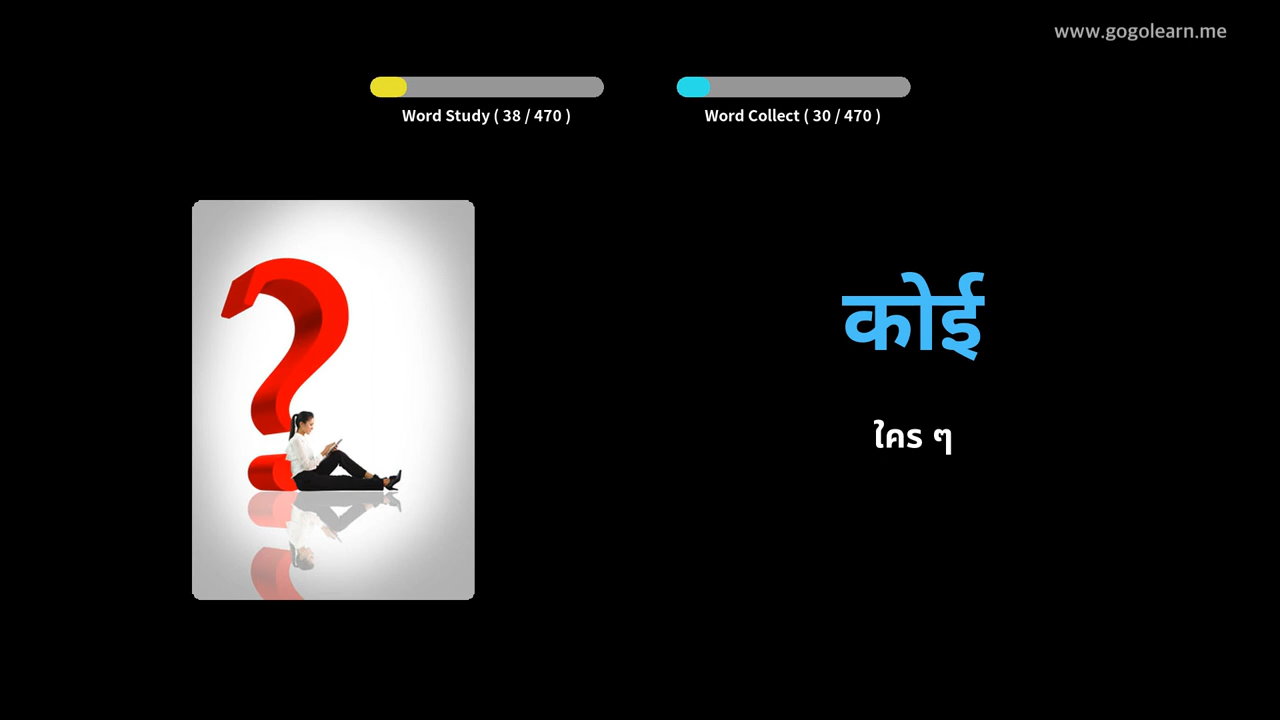 www.gogolearn.me
Word Study ( 38 / 470 )
Word Collect ( 30 / 470 )
कोई
ใคร ๆ